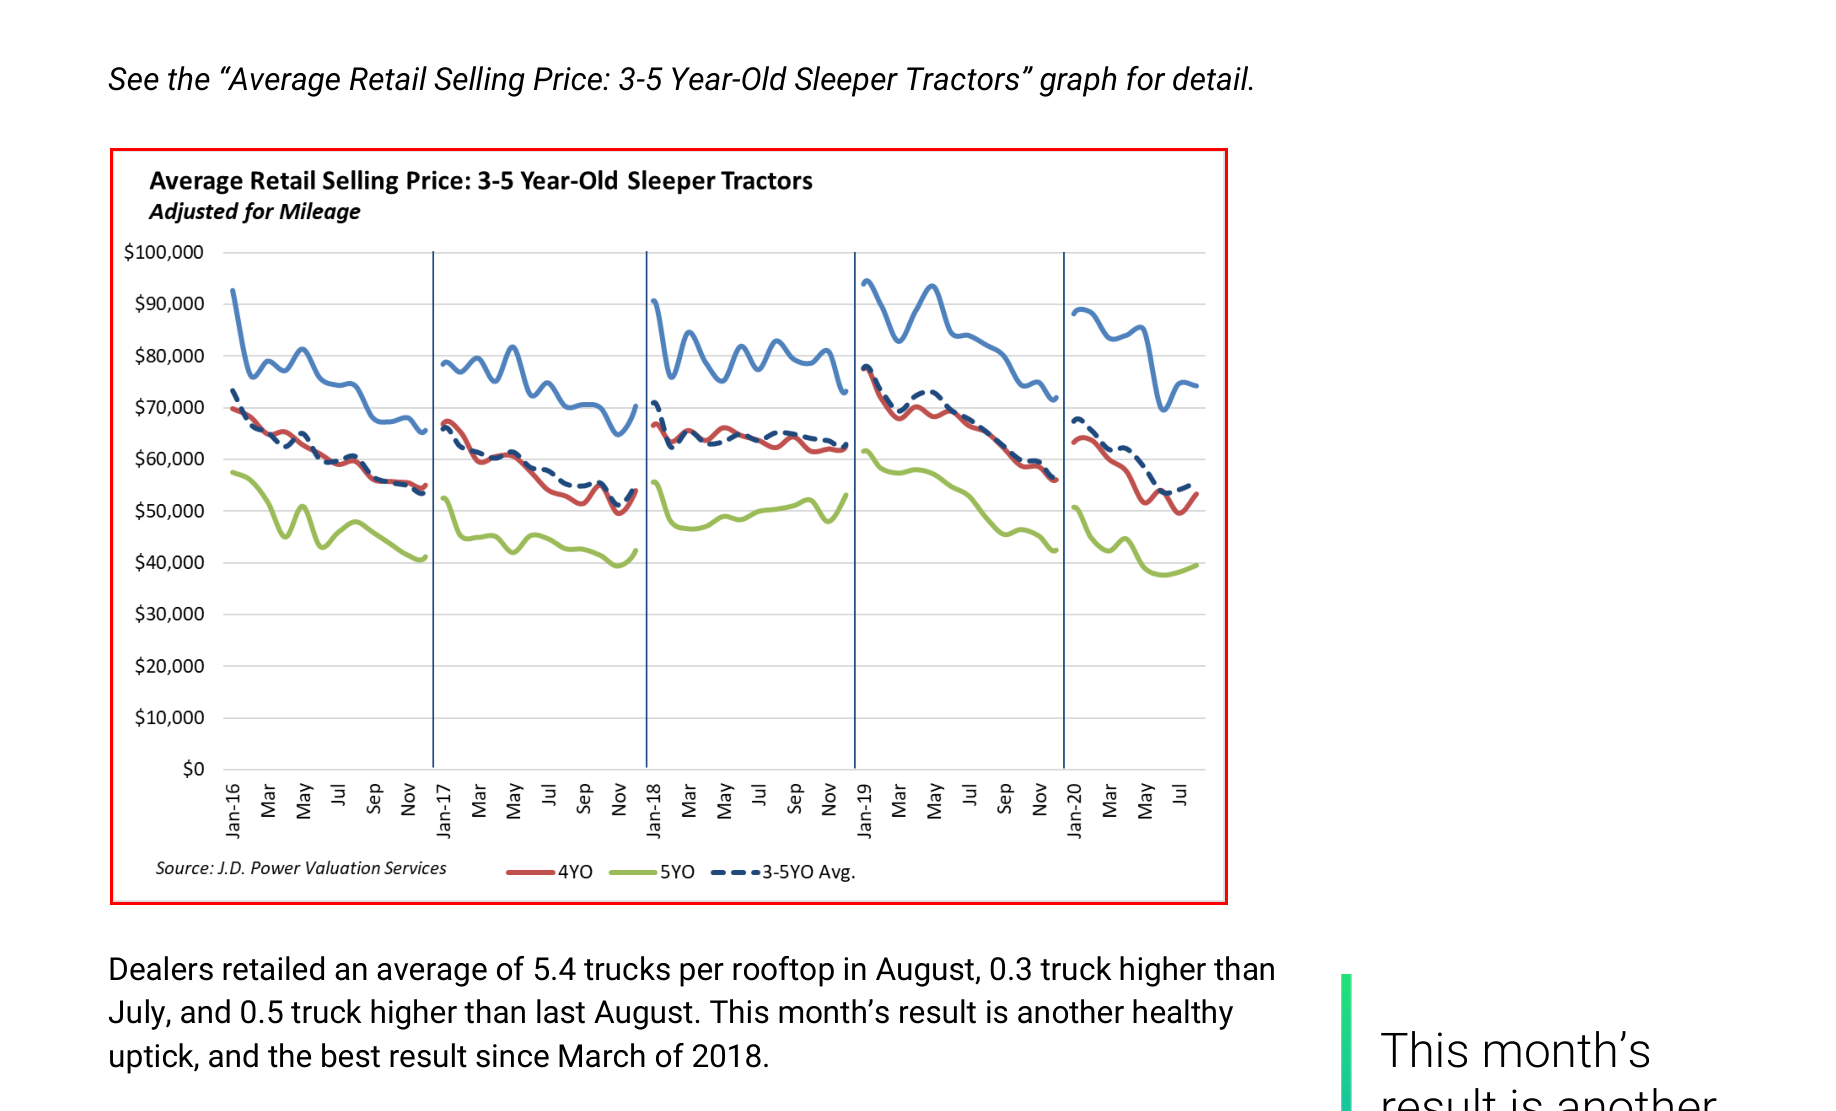 See the “Average Retail Selling Price: 3-5 Year-Old Sleeper Tractors” graph for detail.
Average Retail Selling Price: 3-5 Year-Old Sleeper Tractors
Adjusted for Mileage
$100,000
$90,000
$80,000
$70,000
$60,000
$50,000
$40,000
$30,000
$20,000
$10,000
$0
Jan-16 Mar May Jul Sep Nov Jan-17 Mar May Jul Sep Nov Jan-18 Mar May Jul Sep Nov Jan-19 Mar May Jul Sep Nov Jan-20 Mar May Jul
Source: J.D. Power Valuation Services 4YO 5YO 3-5YO Avg.
Dealers retailed an average of 5.4 trucks per rooftop in August, 0.3 truck higher than
July, and 0.5 truck higher than last August. This month’s result is another healthy
uptick, and the best result since March of 2018.
This month’s
result is another